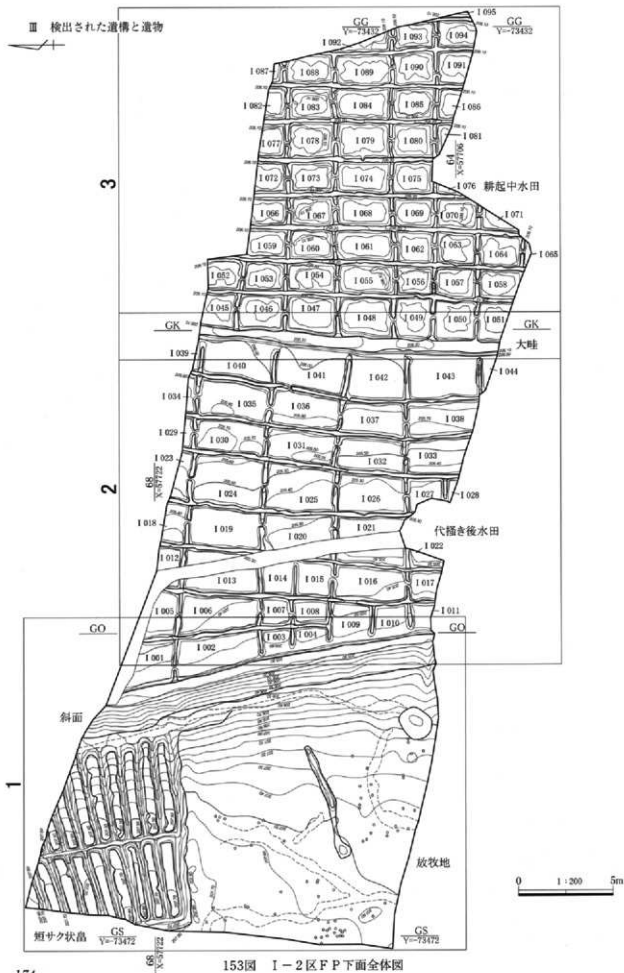 Ⅲ 検出された遺構と遺物
GG
Y=-73432
GG
Y=-73432
I 095
I 092
I 093
I 094
I 087
I 088
I 089
I 090
I 091
I 082
I 083
I 084
I 085
I 086
I 077
I 078
I 079
I 080
I 081
64
X=57706
3
I 072
I 073
I 074
I 075
I 076
耕起中水田
I 066
I 067
I 068
I 069
I 070
I 071
I 059
I 060
I 061
I 062
I 063
I 064
I 065
I 052
I 053
I 054
I 055
I 056
I 057
I 058
I 045
I 046
I 047
I 048
I 049
I 050
I 051
GK
GK
大畦
I 039
I 040
I 041
I 042
I 043
I 044
I 034
I 035
I 036
I 037
I 038
I 029
I 030
I 031
I 032
I 033
I 023
68
X=57722
2
I 024
I 025
I 026
I 027
I 028
I 018
I 019
I 020
I 021
代掻き後水田
I 022
I 012
I 013
I 014
I 015
I 016
I 017
I 005
I 006
I 007
I 008
I 009
I 010
I 011
GO
GO
I 001
I 002
I 003
I 004
斜面
1
放牧地
0
1:200
5m
短サク状畠
68
X=57722
GS
Y=-73472
GS
Y=-73472
153図 I-2区FP下面全体図
174